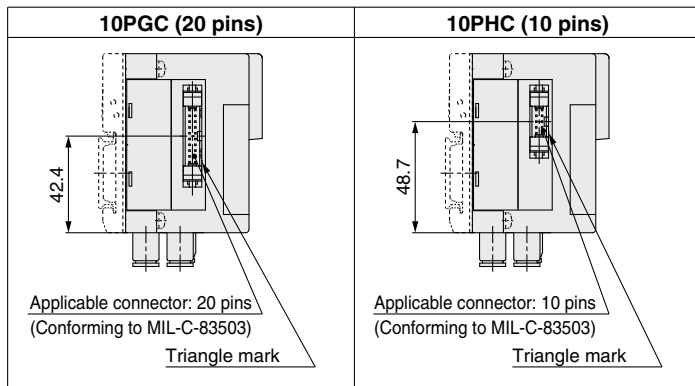 10PGC (20 pins)
42.4
Applicable connector: 20 pins
(Conforming to MIL-C-83503)
Triangle mark
10PHC (10 pins)
48.7
Applicable connector: 10 pins
(Conforming to MIL-C-83503)
Triangle mark